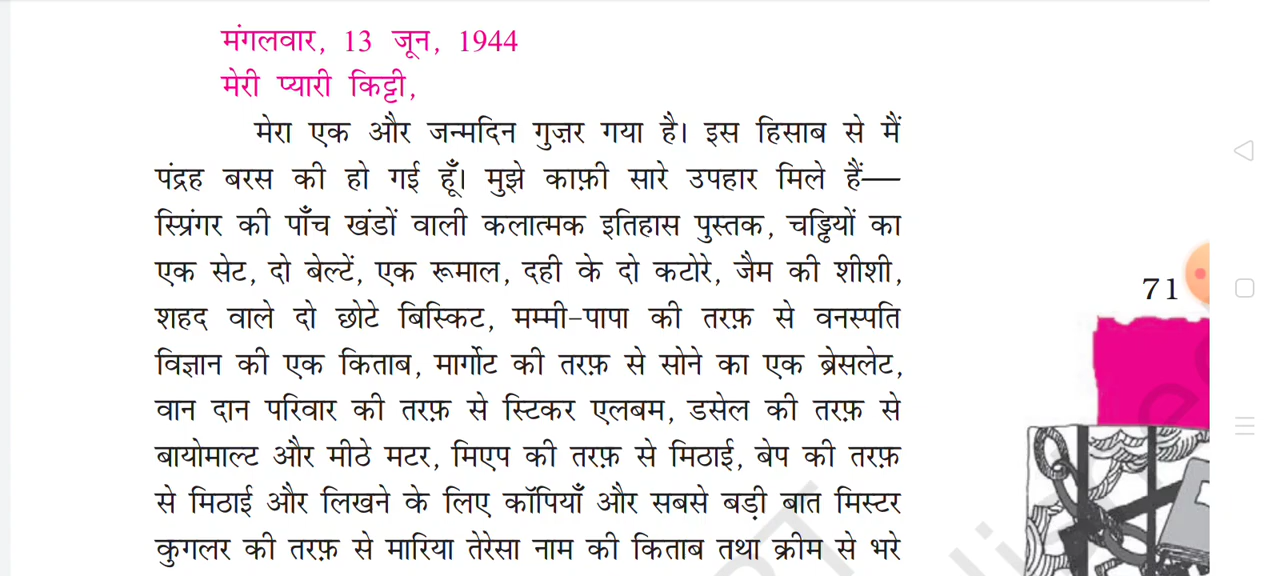 मंगलवार, 13 जून, 1944
मेरी प्यारी किट्टी,
मेरा एक और जन्मदिन गुज़र गया है। इस हिसाब से मैं
पंद्रह बरस की हो गई हूँ। मुझे काफ़ी सारे उपहार मिले हैं—
स्प्रिंगर की पाँच खंडों वाली कलात्मक इतिहास पुस्तक, चड्ढियों का
एक सेट, दो बेल्टें, एक रूमाल, दही के दो कटोरे, जैम की शीशी,
शहद वाले दो छोटे बिस्किट, मम्मी-पापा की तरफ़ से वनस्पति
विज्ञान की एक किताब, मार्गोट की तरफ़ से सोने का एक ब्रेसलेट,
वान दान परिवार की तरफ़ से स्टिकर एलबम, डसेल की तरफ़ से
बायोमाल्ट और मीठे मटर, मिएप की तरफ़ से मिठाई, बेप की तरफ़
से मिठाई और लिखने के लिए कॉपियाँ और सबसे बड़ी बात मिस्टर
कुगलर की तरफ़ से मारिया तेरेसा नाम की किताब तथा क्रीम से भरे
71